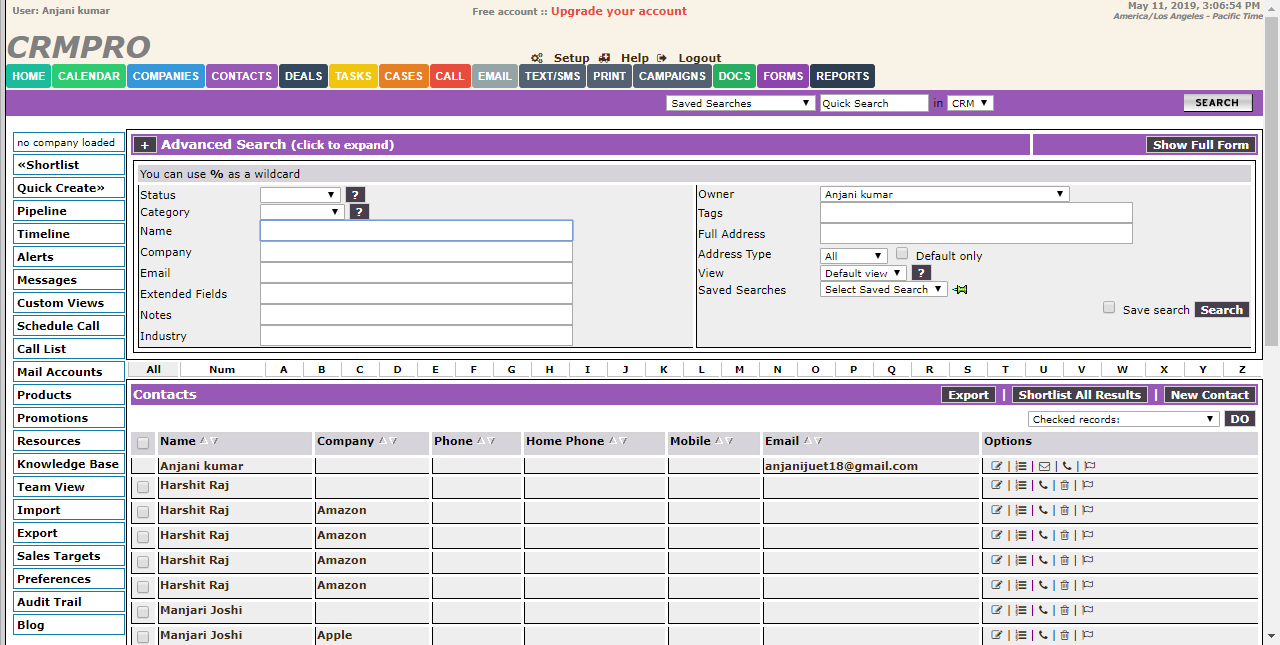 User: Anjani kumar
Free account :: Upgrade your account
May 11, 2019, 3:06:54 PM
America/Los Angeles - Pacific Time
CRMPRO
Setup Help Logout
HOME CALENDAR COMPANIES CONTACTS DEALS TASKS CASES CALL EMAIL TEXT/SMS PRINT CAMPAIGNS DOCS FORMS REPORTS
Saved Searches Quick Search in CRM SEARCH
no company loaded
«Shortlist
Quick Create»
Pipeline
Timeline
Alerts
Messages
Custom Views
Schedule Call
Call List
Mail Accounts
Products
Promotions
Resources
Knowledge Base
Team View
Import
Export
Sales Targets
Preferences
Audit Trail
Blog
+ Advanced Search (click to expand) Show Full Form
You can use % as a wildcard
Status ?
Category ?
Name
Company
Email
Extended Fields
Notes
Industry
Owner Anjani kumar
Tags
Full Address
Address Type All Default only
View Default view ?
Saved Searches Select Saved Search
Save search Search
All Num A B C D E F G H I J K L M N O P Q R S T U V W X Y Z
Contacts Export | Shortlist All Results | New Contact
Checked records: DO
Name Company Phone Home Phone Mobile Email Options
Anjani kumar anjanijuet18@gmail.com
Harshit Raj
Harshit Raj Amazon
Harshit Raj Amazon
Harshit Raj Amazon
Harshit Raj Amazon
Manjari Joshi
Manjari Joshi Apple